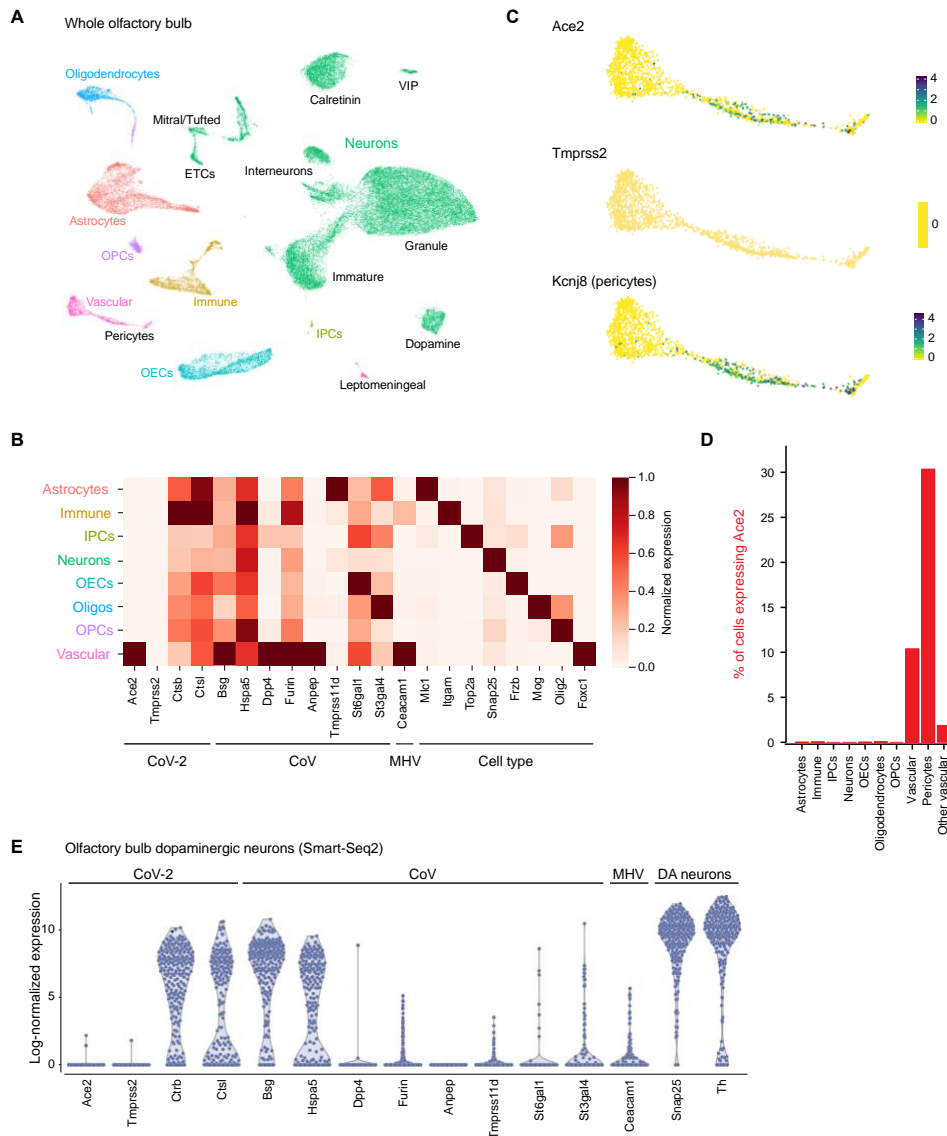 A
Whole olfactory bulb
Oligodendrocytes
Mitral/Tufted
ETCs
Calretinin
VIP
Neurons
Interneurons
Granule
Astrocytes
OPCs
Immature
Vascular
Immune
Pericytes
IPCs
Dopamine
OECs
Leptomeningeal
C
Ace2
4
2
0
Tmprss2
0
Kcnj8 (pericytes)
4
2
0
B
Astrocytes
Immune
IPCs
Neurons
OECs
Oligos
OPCs
Vascular
1.0
0.8
0.6
0.4
0.2
0.0
Normalized expression
Ace2
Tmprss2
Ctsb
Ctsl
Bsg
Hspa5
Dpp4
Furin
Anpep
Tmprss11d
St6gal1
St3gal4
Ceacam1
Mlc1
Itgam
Top2a
Snap25
Frzb
Mog
Olig2
Foxc1
CoV-2
CoV
MHV
Cell type
D
% of cells expressing Ace2
30
25
20
15
10
5
0
Astrocytes
Immune
IPCs
Neurons
OECs
Oligodendrocytes
OPCs
Vascular
Pericytes
Other vascular
E
Olfactory bulb dopaminergic neurons (Smart-Seq2)
CoV-2
CoV
MHV
DA neurons
Log-normalized expression
10
5
0
Ace2
Tmprss2
Ctrb
Ctsl
Bsg
Hspa5
Dpp4
Furin
Anpep
Tmprss11d
St6gal1
St3gal4
Ceacam1
Snap25
Th